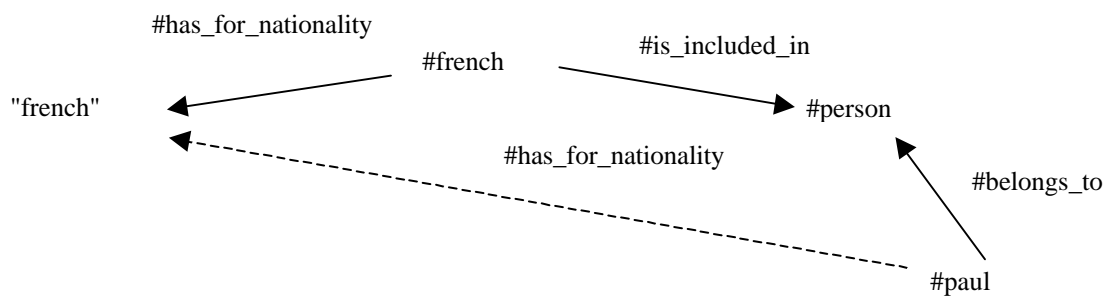 #has_for_nationality
#french
#is_included_in
"french"
#person
#has_for_nationality
#belongs_to
#paul